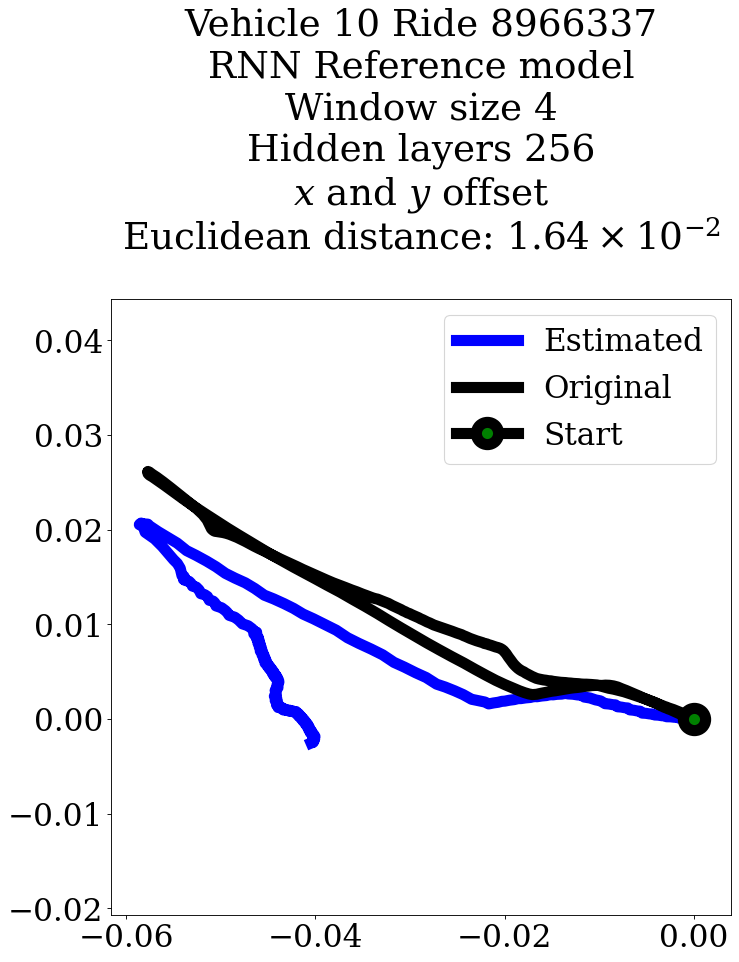 Vehicle 10 Ride 8966337
RNN Reference model
Window size 4
Hidden layers 256
x and y offset
Euclidean distance: 1.64 × 10⁻²
Estimated
Original
Start
0.04
0.03
0.02
0.01
0.00
−0.01
−0.02
−0.06 −0.04 −0.02 0.00